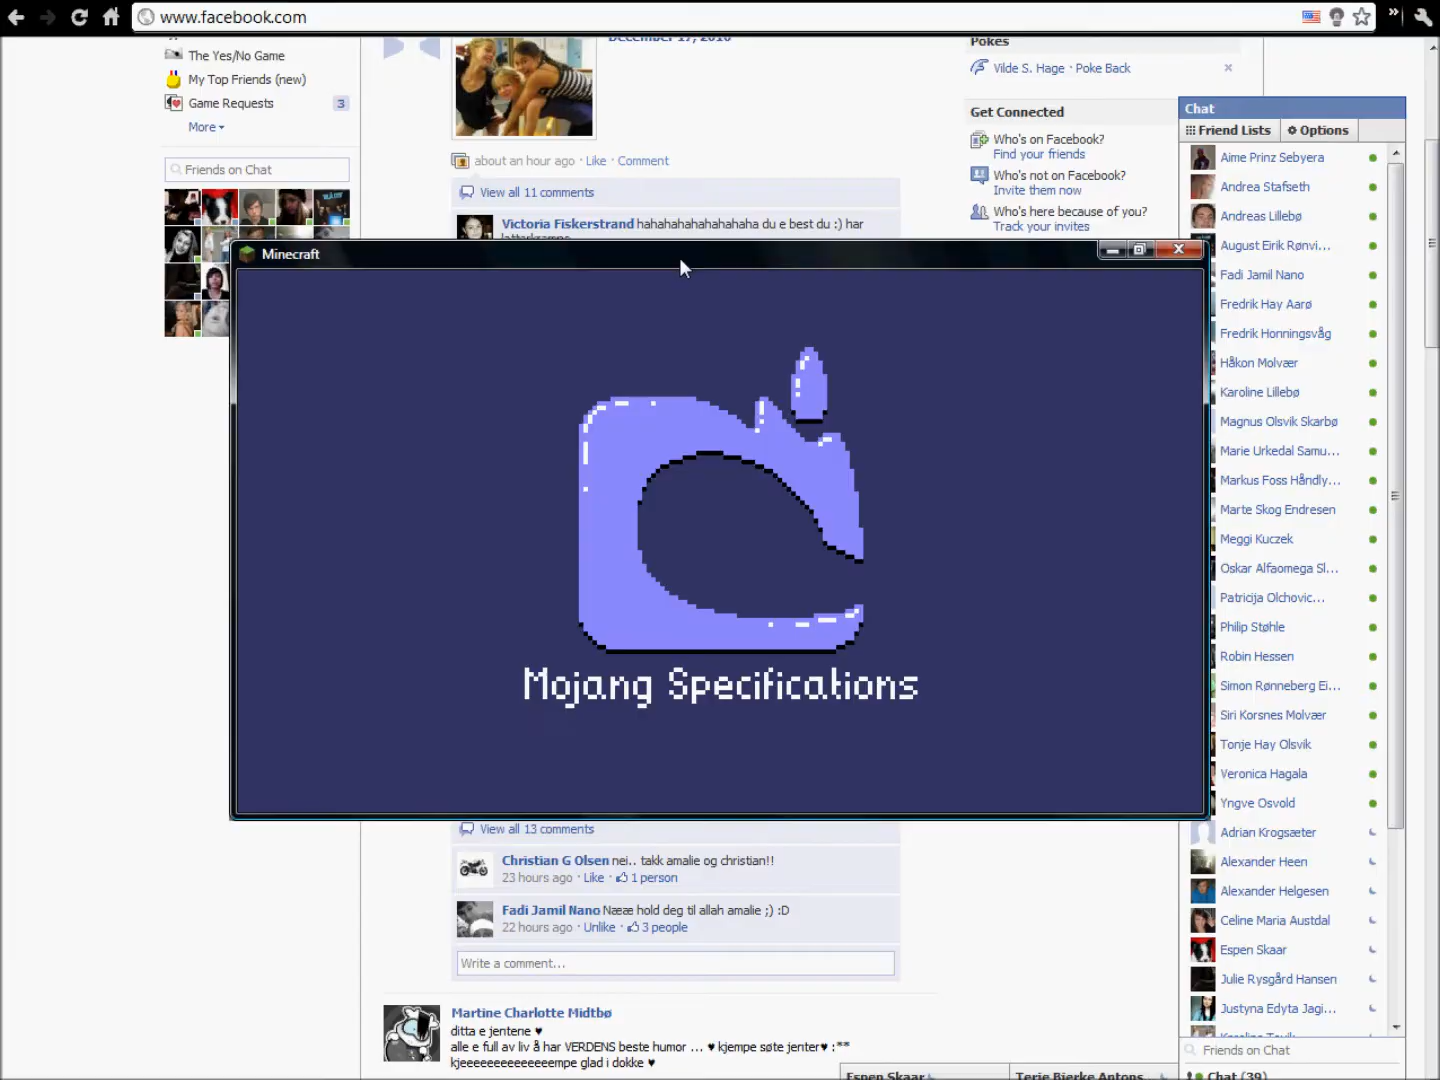 www.facebook.com
»
The Yes/No Game
My Top Friends (new)
Game Requests 3
More
Friends on Chat
December 17, 2010
about an hour ago · Like · Comment
View all 11 comments
Victoria Fiskerstrand hahahahahahahaha du e best du :) har
Pokes
Vilde S. Hage · Poke Back
Get Connected
Who's on Facebook?
Find your friends
Who's not on Facebook?
Invite them now
Who's here because of you?
Track your invites
Minecraft
Mojang Specifications
View all 13 comments
Christian G Olsen nei.. takk amalie og christian!!
23 hours ago · Like · 1 person
Fadi Jamil Nano Næææ hold deg til allah amalie ;) :D
22 hours ago · Unlike · 3 people
Write a comment...
Martine Charlotte Midtbø
ditta e jentene ♥
alle e full av liv å har VERDENS beste humor ... ♥ kjempe søte jenter♥ :**
kjeeeeeeeeeeeeempe glad i dokke ♥
Chat
Friend Lists Options
Aime Prinz Sebyera
Andrea Stafseth
Andreas Lillebø
August Eirik Rønvi...
Fadi Jamil Nano
Fredrik Hay Aarø
Fredrik Honningsvåg
Håkon Molvær
Karoline Lillebø
Magnus Olsvik Skarbø
Marie Urkedal Samu...
Markus Foss Håndly...
Marte Skog Endresen
Meggi Kuczek
Oskar Alfaomega Sl...
Patricija Olchovic...
Philip Støhle
Robin Hessen
Simon Rønneberg Ei...
Siri Korsnes Molvær
Tonje Hay Olsvik
Veronica Hagala
Yngve Osvold
Adrian Krogsæter
Alexander Heen
Alexander Helgesen
Celine Maria Austdal
Espen Skaar
Julie Rysgård Hansen
Justyna Edyta Jagi...
Friends on Chat
Espen Skaar
Terje Bjerke Antons...
Chat (39)